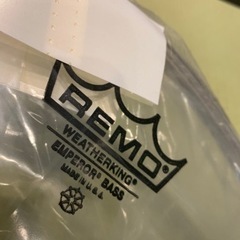 REMO
WEATHERKING®
EMPEROR® BASS
MADE IN U.S.A.